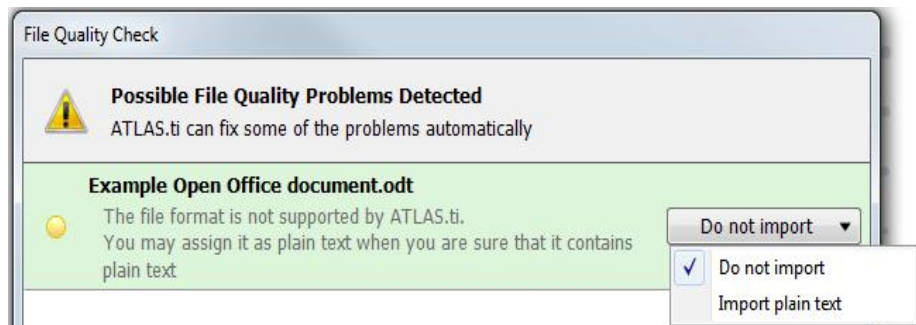 File Quality Check
Possible File Quality Problems Detected
ATLAS.ti can fix some of the problems automatically
Example Open Office document.odt
The file format is not supported by ATLAS.ti.
You may assign it as plain text when you are sure that it contains
plain text
Do not import
Do not import
Import plain text